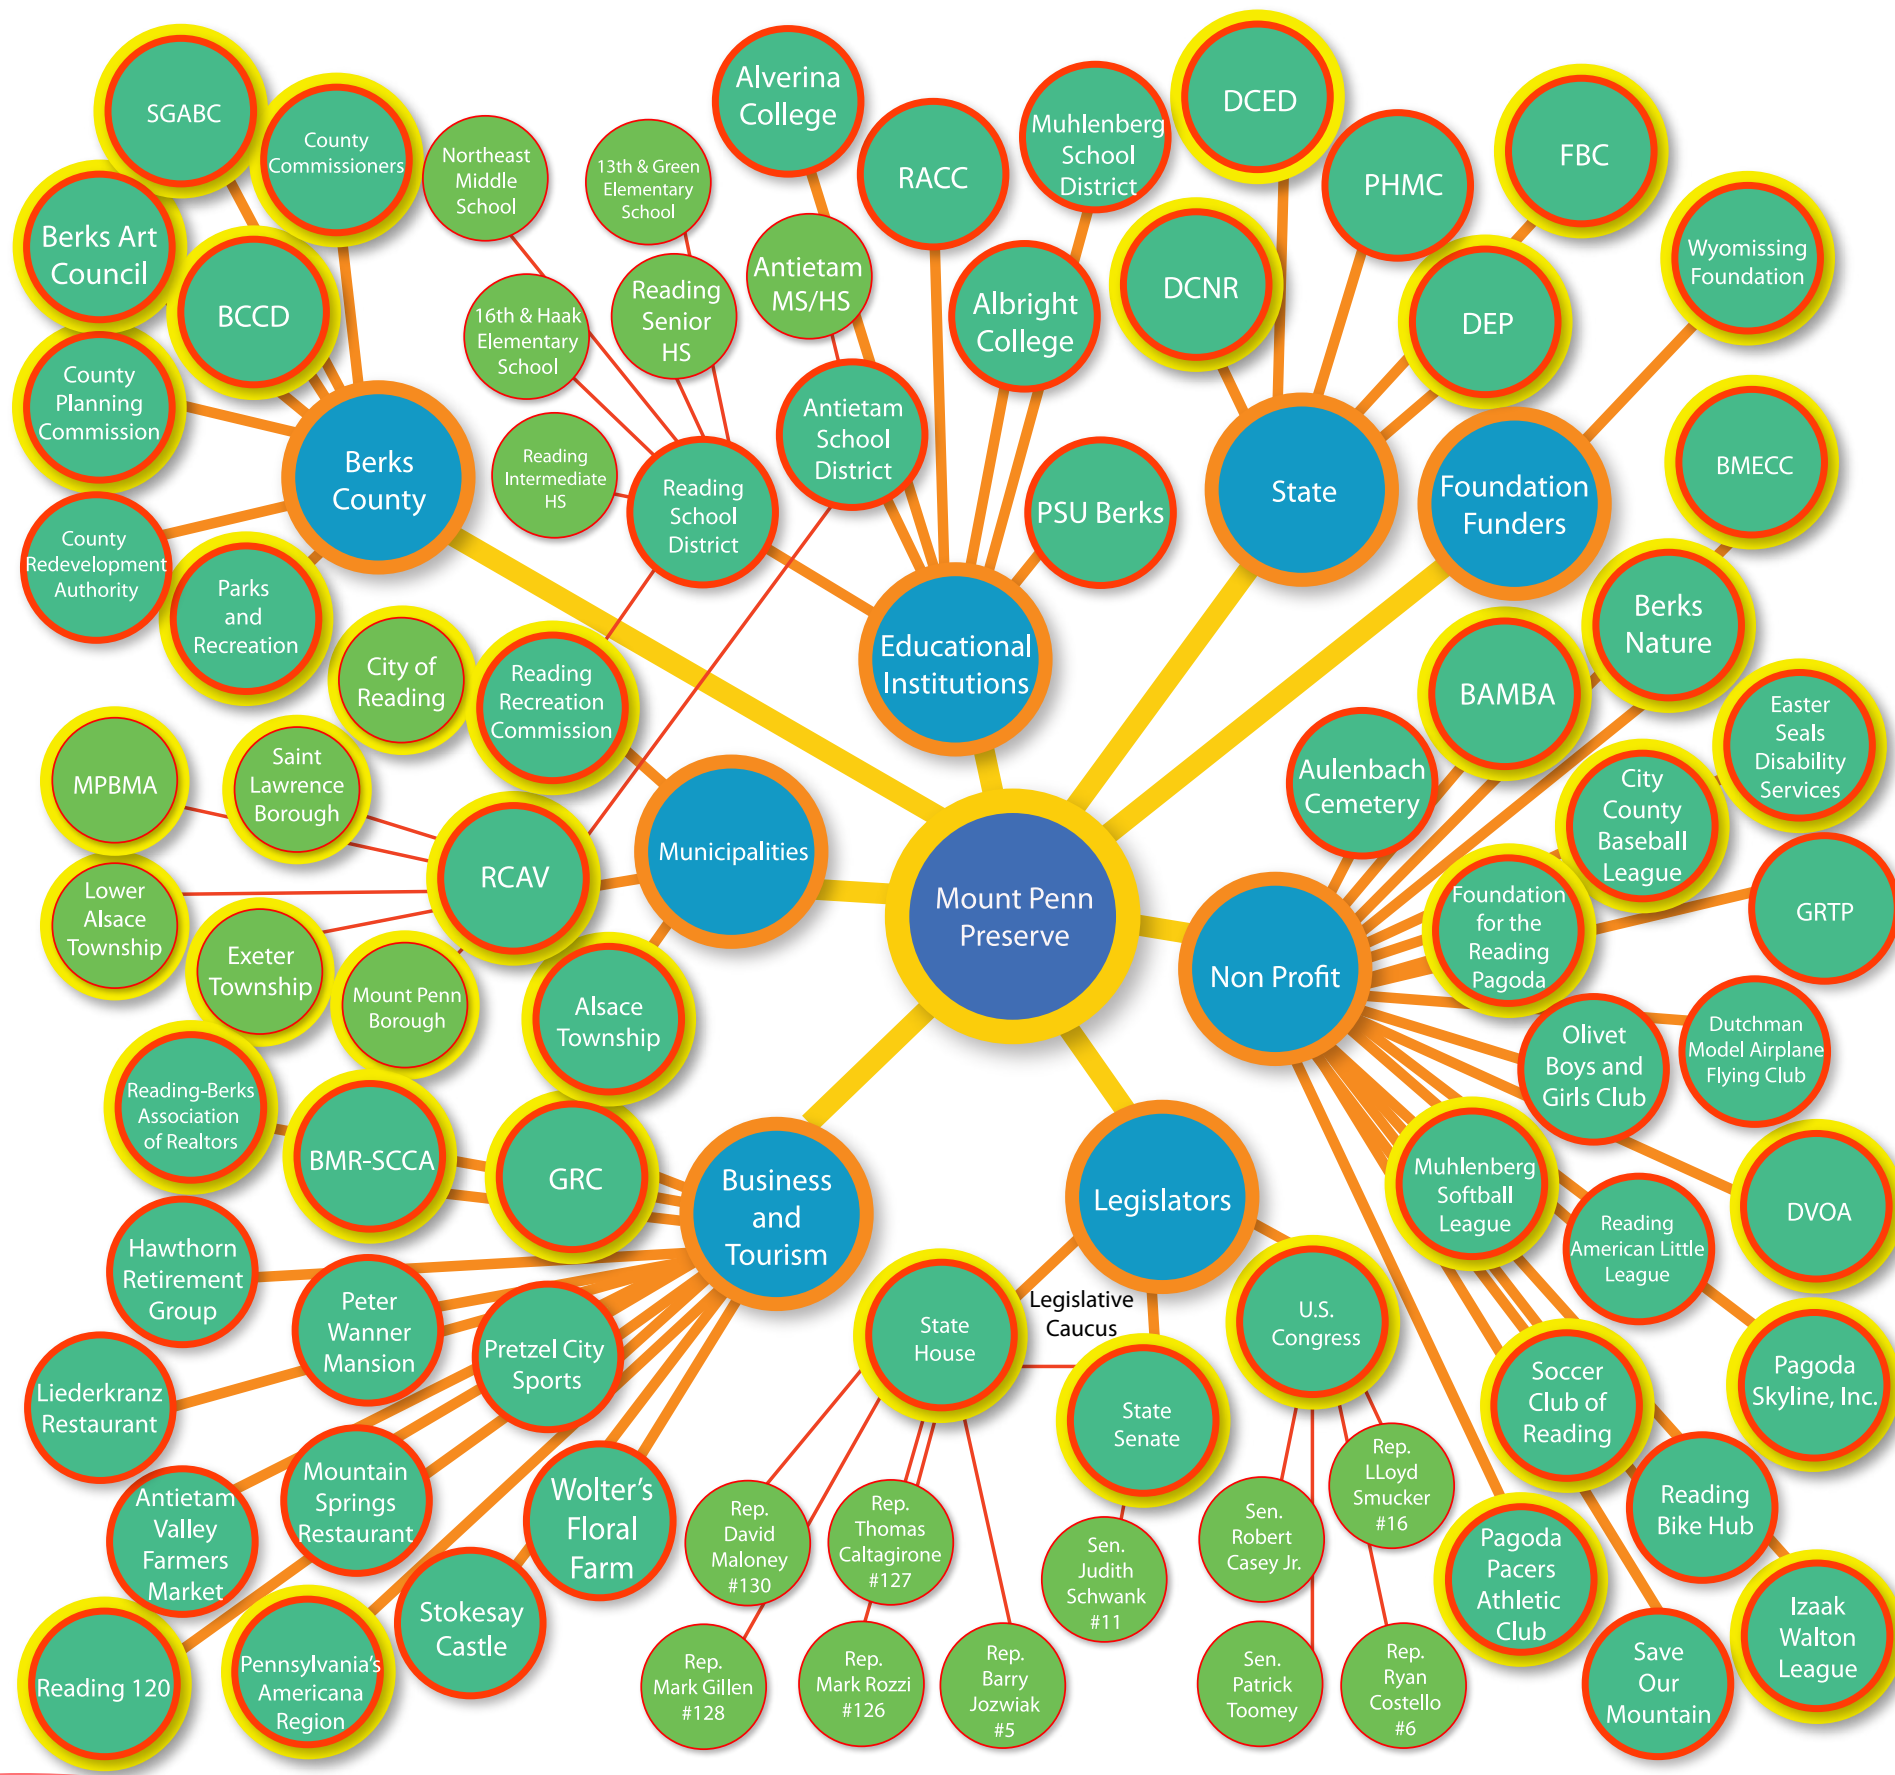 SGABC
County
Commissioners
Berks Art
Council
BCCD
County
Planning
Commission
Berks
County
County
Redevelopment
Authority
Parks
and
Recreation
Northeast
Middle
School
13th & Green
Elementary
School
16th & Haak
Elementary
School
Reading
Senior
HS
Reading
Intermediate
HS
Reading
School
District
Alverina
College
Antietam
MS/HS
Antietam
School
District
RACC
Muhlenberg
School
District
Albright
College
PSU Berks
Educational
Institutions
DCED
PHMC
DCNR
DEP
State
FBC
Wyomissing
Foundation
Foundation
Funders
BMECC
Berks
Nature
BAMBA
Easter
Seals
Disability
Services
Aulenbach
Cemetery
City
County
Baseball
League
Foundation
for the
Reading
Pagoda
GRTP
Non Profit
Dutchman
Model Airplane
Flying Club
Olivet
Boys and
Girls Club
Muhlenberg
Softball
League
DVOA
Reading
American Little
League
Pagoda
Skyline, Inc.
Soccer
Club of
Reading
Reading
Bike Hub
Pagoda
Pacers
Athletic
Club
Izaak
Walton
League
Save
Our
Mountain
City of
Reading
Reading
Recreation
Commission
MPBMA
Saint
Lawrence
Borough
RCAV
Municipalities
Lower
Alsace
Township
Exeter
Township
Mount Penn
Borough
Alsace
Township
Mount Penn
Preserve
Reading-Berks
Association
of Realtors
BMR-SCCA
GRC
Business
and
Tourism
Hawthorn
Retirement
Group
Peter
Wanner
Mansion
Pretzel City
Sports
Liederkranz
Restaurant
Antietam
Valley
Farmers
Market
Mountain
Springs
Restaurant
Wolter's
Floral
Farm
Stokesay
Castle
Reading 120
Pennsylvania's
Americana
Region
Legislators
Legislative
Caucus
State
House
State
Senate
U.S.
Congress
Rep.
David
Maloney
#130
Rep.
Thomas
Caltagirone
#127
Rep.
Mark Gillen
#128
Rep.
Mark Rozzi
#126
Rep.
Barry
Jozwiak
#5
Sen.
Judith
Schwank
#11
Sen.
Robert
Casey Jr.
Rep.
LLoyd
Smucker
#16
Sen.
Patrick
Toomey
Rep.
Ryan
Costello
#6